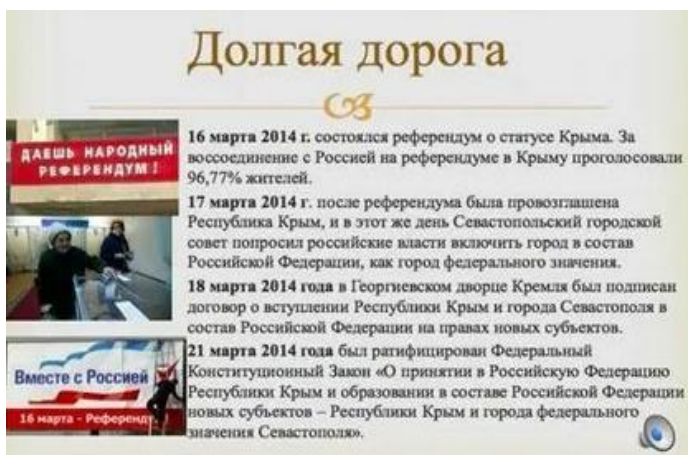 Долгая дорога
ДАЕШЬ НАРОДНЫЙ
РЕФЕРЕНДУМ!
16 марта 2014 г. состоялся референдум о статусе Крыма. За
воссоединение с Россией на референдуме в Крыму проголосовали
96,77% жителей.
17 марта 2014 г. после референдума была провозглашена
Республика Крым, и в этот же день Севастопольский городской
совет попросил российские власти включить город в состав
Российской Федерации, как город федерального значения.
18 марта 2014 года в Георгиевском дворце Кремля был подписан
договор о вступлении Республики Крым и города Севастополя в
состав Российской Федерации на правах новых субъектов.
21 марта 2014 года был ратифицирован Федеральный
Конституционный Закон «О принятии в Российскую Федерацию
Республики Крым и образовании в составе Российской Федерации
новых субъектов – Республики Крым и города федерального
значения Севастополя».
Вместе с Россией
16 марта - Референду